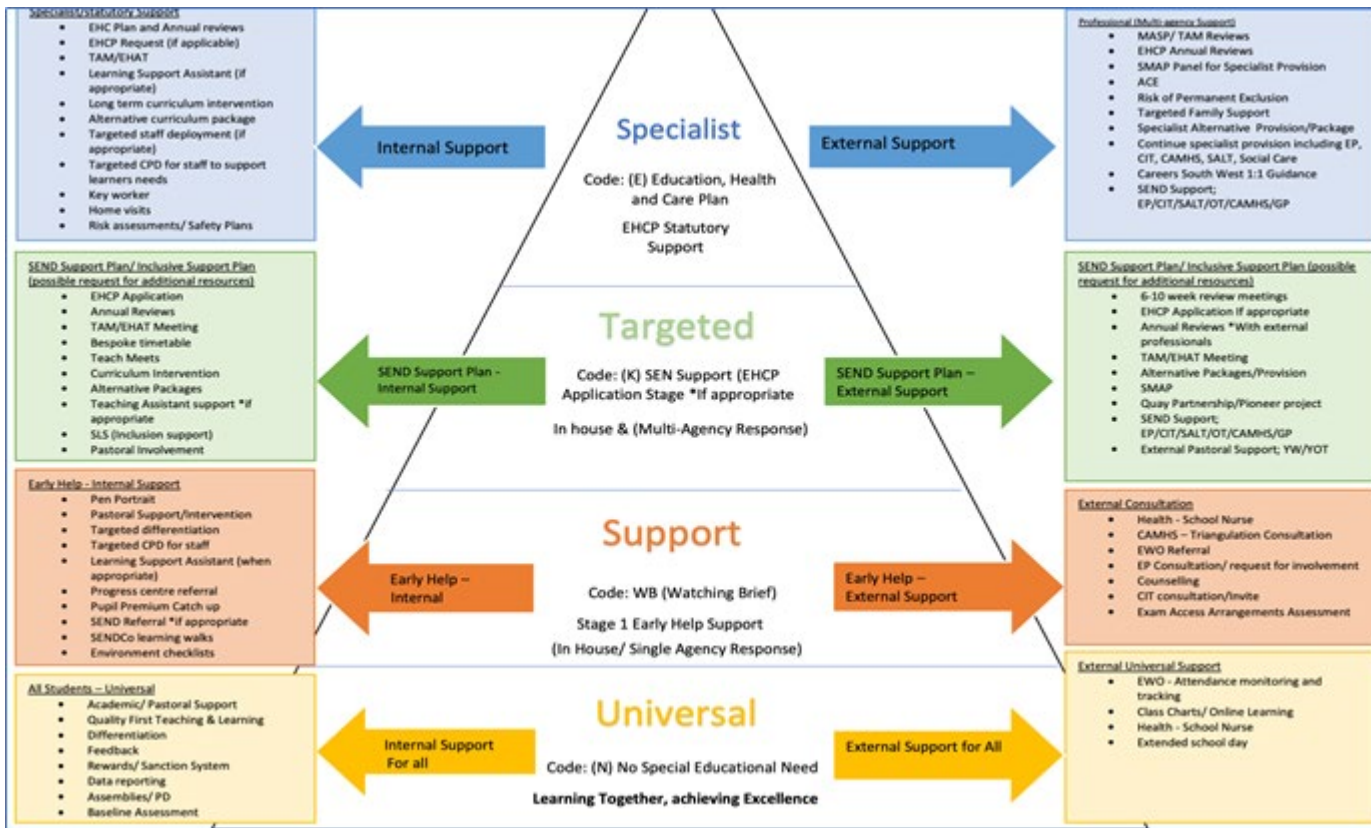 Specialist/statutory Support
EHC Plan and Annual reviews
EHCP Request (if applicable)
TAM/EHAT
Learning Support Assistant (if
appropriate)
Long term curriculum intervention
Alternative curriculum package
Targeted staff deployment (if
appropriate)
Targeted CPD for staff to support
learners needs
Key worker
Home visits
Risk assessments/ Safety Plans
Internal Support
Specialist
Code: (E) Education, Health
and Care Plan
EHCP Statutory
Support
External Support
Professional (Multi-agency Support)
MASP/ TAM Reviews
EHCP Annual Reviews
SMAP Panel for Specialist Provision
ACE
Risk of Permanent Exclusion
Targeted Family Support
Specialist Alternative Provision/Package
Continue specialist provision including EP,
CIT, CAMHS, SALT, Social Care
Careers South West 1:1 Guidance
SEND Support;
EP/CIT/SALT/OT/CAMHS/GP
SEND Support Plan/ Inclusive Support Plan
(possible request for additional resources)
EHCP Application
Annual Reviews
TAM/EHAT Meeting
Bespoke timetable
Teach Meets
Curriculum Intervention
Alternative Packages
Teaching Assistant support *if
appropriate
SLS (Inclusion support)
Pastoral Involvement
SEND Support Plan -
Internal Support
Targeted
Code: (K) SEN Support (EHCP
Application Stage *If appropriate
In house & (Multi-Agency Response)
SEND Support Plan –
External Support
SEND Support Plan/ Inclusive Support Plan (possible
request for additional resources)
6-10 week review meetings
EHCP Application If appropriate
Annual Reviews *With external
professionals
TAM/EHAT Meeting
Alternative Packages/Provision
SMAP
Quay Partnership/Pioneer project
SEND Support;
EP/CIT/SALT/OT/CAMHS/GP
External Pastoral Support; YW/YOT
Early Help - Internal Support
Pen Portrait
Pastoral Support/Intervention
Targeted differentiation
Targeted CPD for staff
Learning Support Assistant (when
appropriate)
Progress centre referral
Pupil Premium Catch up
SEND Referral *if appropriate
SENDCo learning walks
Environment checklists
Early Help –
Internal
Support
Code: WB (Watching Brief)
Stage 1 Early Help Support
(In House/ Single Agency Response)
Early Help –
External Support
External Consultation
Health - School Nurse
CAMHS – Triangulation Consultation
EWO Referral
EP Consultation/ request for involvement
Counselling
CIT consultation/Invite
Exam Access Arrangements Assessment
All Students – Universal
Academic/ Pastoral Support
Quality First Teaching & Learning
Differentiation
Feedback
Rewards/ Sanction System
Data reporting
Assemblies/ PD
Baseline Assessment
Internal Support
For all
Universal
Code: (N) No Special Educational Need
Learning Together, achieving Excellence
External Support for All
External Universal Support
EWO - Attendance monitoring and
tracking
Class Charts/ Online Learning
Health - School Nurse
Extended school day